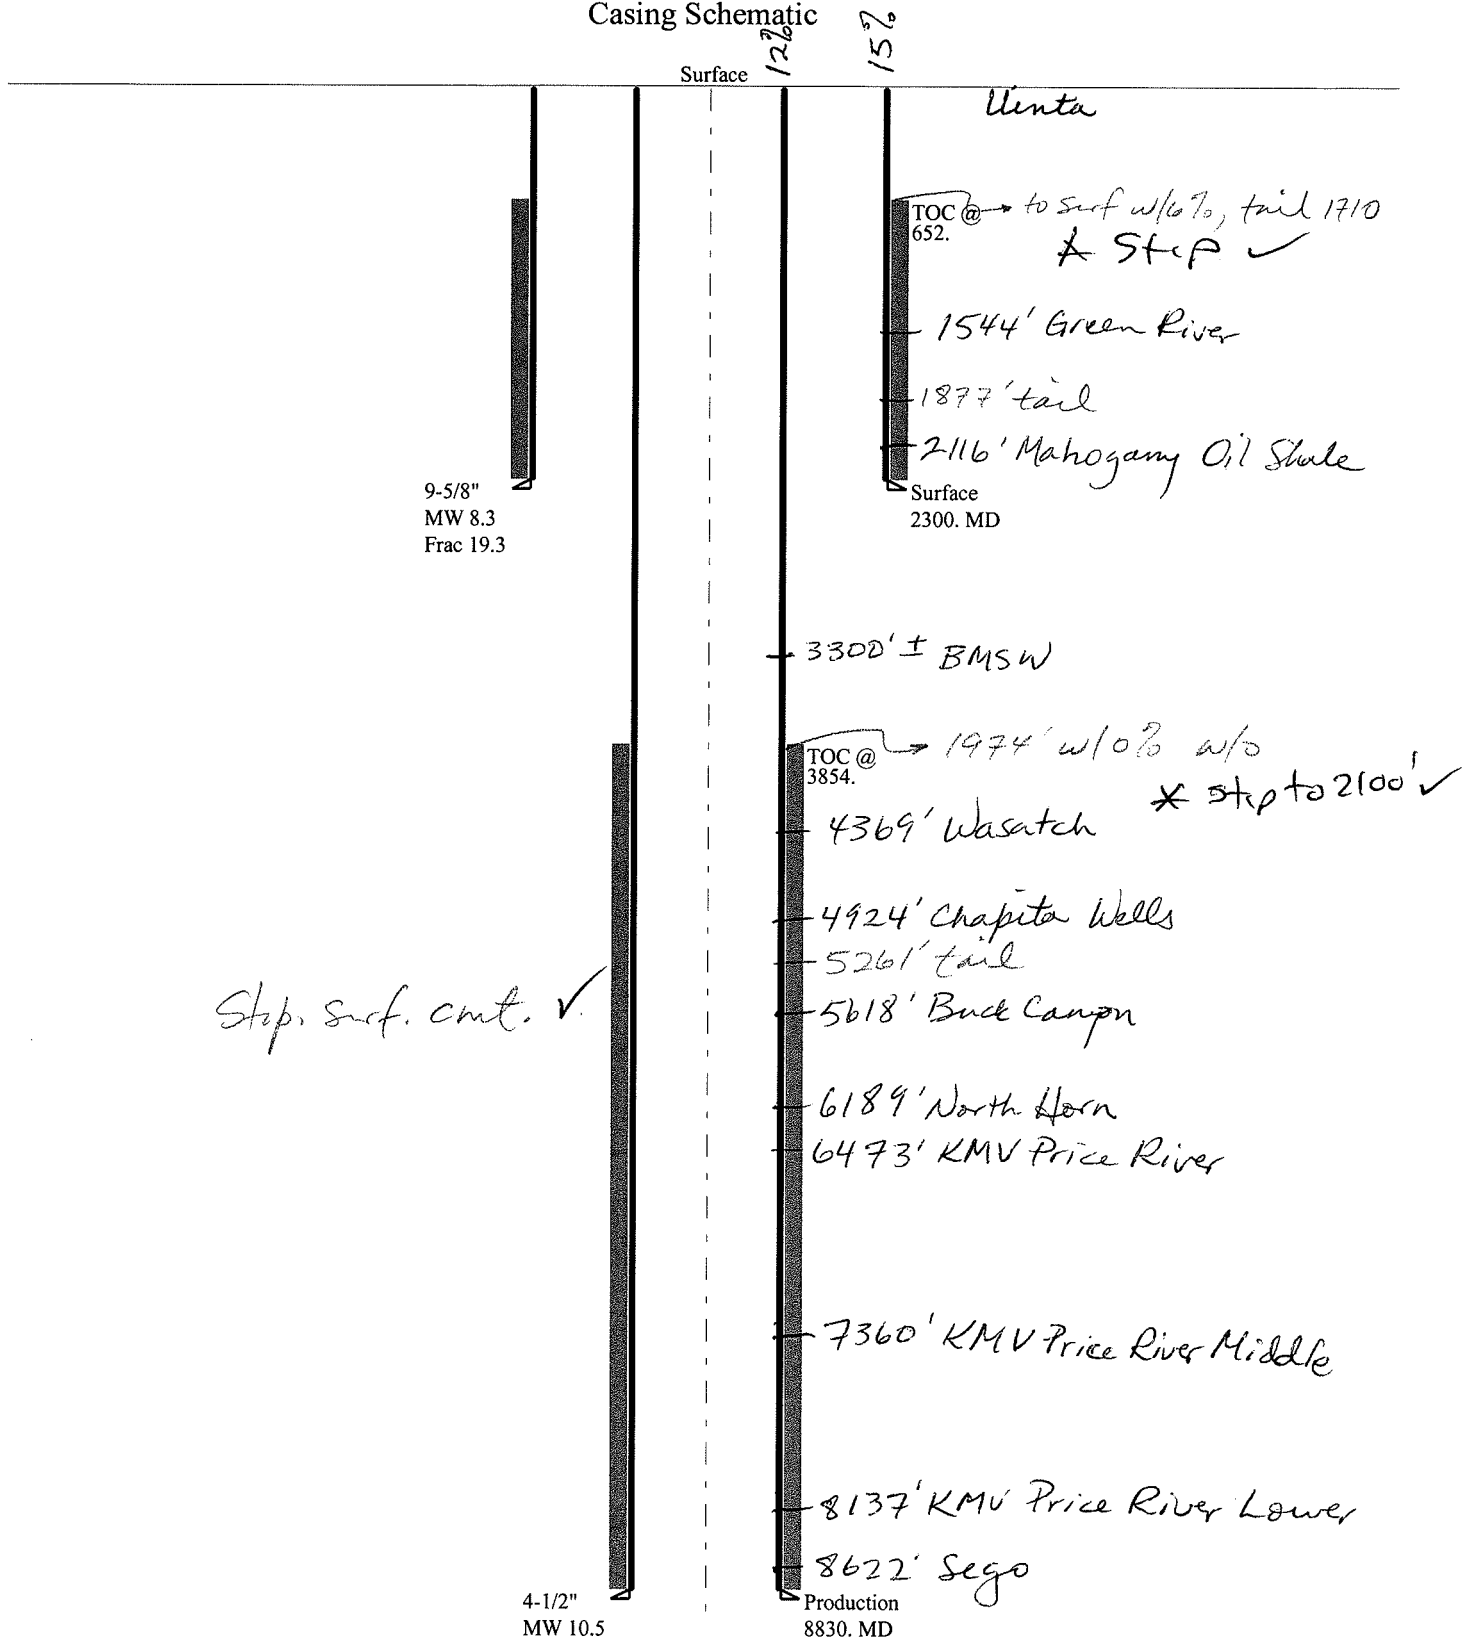 Casing Schematic
12%
15%
Surface
Uinta
TOC @ → to surf w/6%, tail 1710
652.
* Stip ✓
1544' Green River
1877' tail
2116' Mahogany Oil Shale
9-5/8"
MW 8.3
Frac 19.3
Surface
2300. MD
3300' ± BMSW
TOC @ → 1974' w/0% w/o
3854.
* stip to 2100' ✓
4369' Wasatch
4924' Chapita Wells
5261' tail
Stip. surf. cmt. ✓
5618' Buck Canyon
6189' North Horn
6473' KMV Price River
7360' KMV Price River Middle
8137' KMV Price River Lower
8622' Sego
4-1/2"
MW 10.5
Production
8830. MD